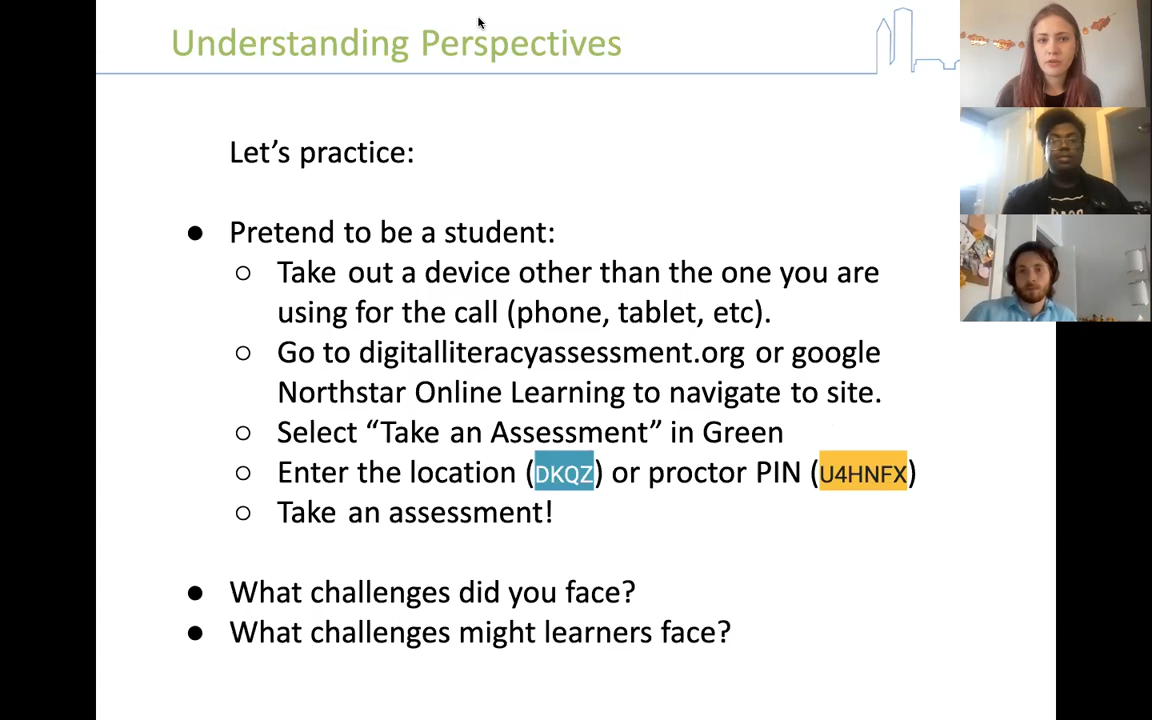 Understanding Perspectives
Let’s practice:
● Pretend to be a student:
○ Take out a device other than the one you are
using for the call (phone, tablet, etc).
○ Go to digitalliteracyassessment.org or google
Northstar Online Learning to navigate to site.
○ Select “Take an Assessment” in Green
○ Enter the location (DKQZ) or proctor PIN (U4HNFX)
○ Take an assessment!
● What challenges did you face?
● What challenges might learners face?